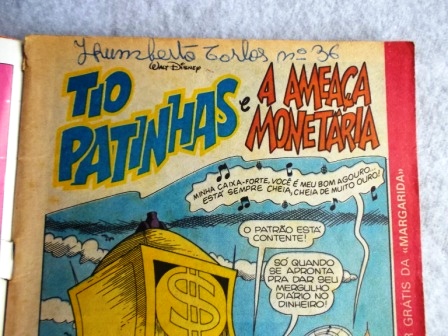 Humberto Carlos nº 36
WALT DISNEY
TIO
PATINHAS
e A AMEAÇA
MONETÁRIA
MINHA CAIXA-FORTE, VOCÊ É MEU BOM AGOURO,
ESTÁ SEMPRE CHEIA, CHEIA DE MUITO OURO!
O PATRÃO ESTÁ
CONTENTE!
SÓ QUANDO
SE APRONTA
PRA DAR SEU
MERGULHO
DIÁRIO NO
DINHEIRO!
$
GRÁTIS DA «MARGARIDA»